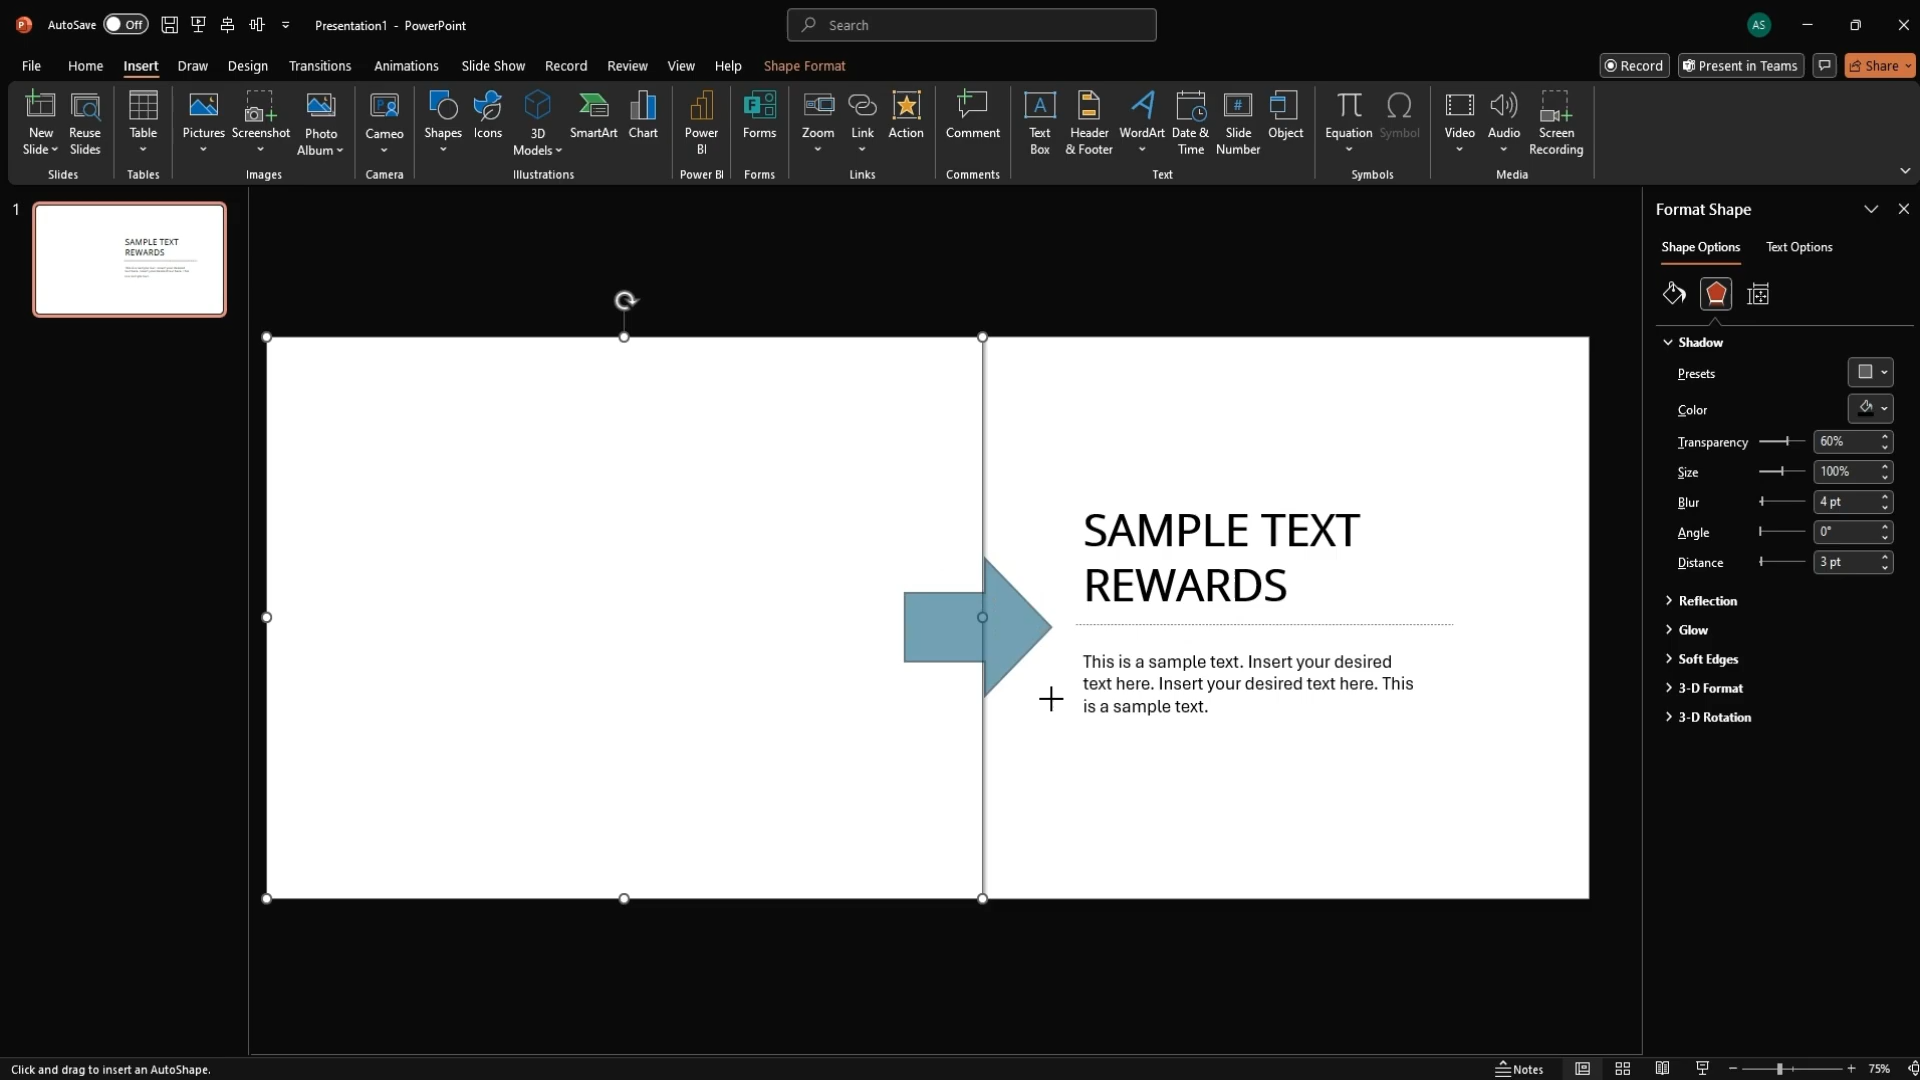 AutoSave Off Presentation1 - PowerPoint Search AS
File Home Insert Draw Design Transitions Animations Slide Show Record Review View Help Shape Format Record Present in Teams Share
New Slide Reuse Slides Table Pictures Screenshot Photo Album Cameo Shapes Icons 3D Models SmartArt Chart Power BI Forms Zoom Link Action Comment Text Box Header & Footer WordArt Date & Time Slide Number Object Equation Symbol Video Audio Screen Recording
Slides Tables Images Camera Illustrations Power BI Forms Links Comments Text Symbols Media
1
SAMPLE TEXT
REWARDS
SAMPLE TEXT
REWARDS
This is a sample text. Insert your desired
text here. Insert your desired text here. This
is a sample text.
Format Shape
Shape Options Text Options
Shadow
Presets
Color
Transparency 60%
Size 100%
Blur 4 pt
Angle 0°
Distance 3 pt
Reflection
Glow
Soft Edges
3-D Format
3-D Rotation
Click and drag to insert an AutoShape. Notes 75%